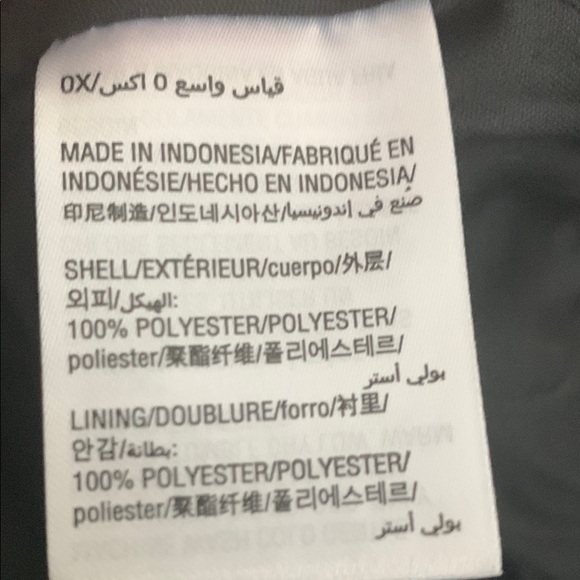 0X/قياس واسع 0 اكس
MADE IN INDONESIA/FABRIQUÉ EN
INDONÉSIE/HECHO EN INDONESIA/
印尼制造/인도네시아산/صُنع في اندونيسيا
SHELL/EXTÉRIEUR/cuerpo/外层/
외피/الهيكل:
100% POLYESTER/POLYESTER/
poliester/聚酯纤维/폴리에스테르/
بولي أستر
LINING/DOUBLURE/forro/衬里/
안감/بطانة:
100% POLYESTER/POLYESTER/
poliester/聚酯纤维/폴리에스테르/
بولي أستر